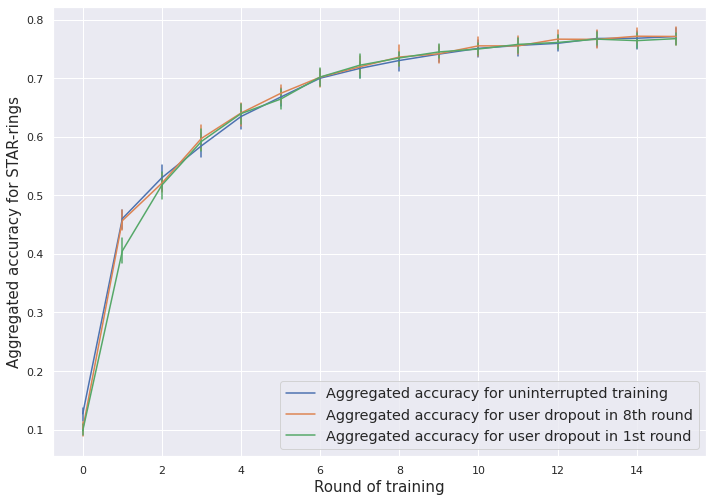 0.8
0.7
0.6
0.5
0.4
0.3
0.2
0.1
Aggregated accuracy for STAR-rings
Aggregated accuracy for uninterrupted training
Aggregated accuracy for user dropout in 8th round
Aggregated accuracy for user dropout in 1st round
0 2 4 6 8 10 12 14
Round of training